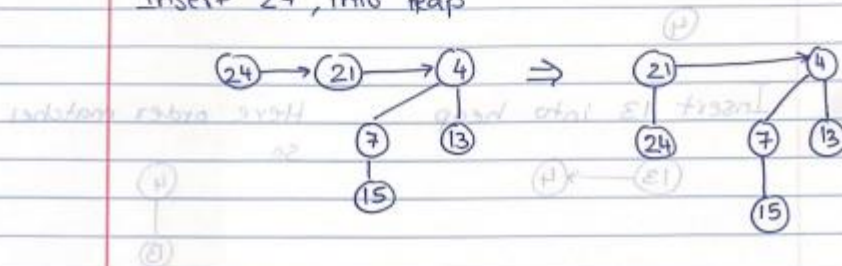 Insert 24, into heap
24 → 21 → 4 ⇒ 21 → 4
7 13 24 7 13
15 15